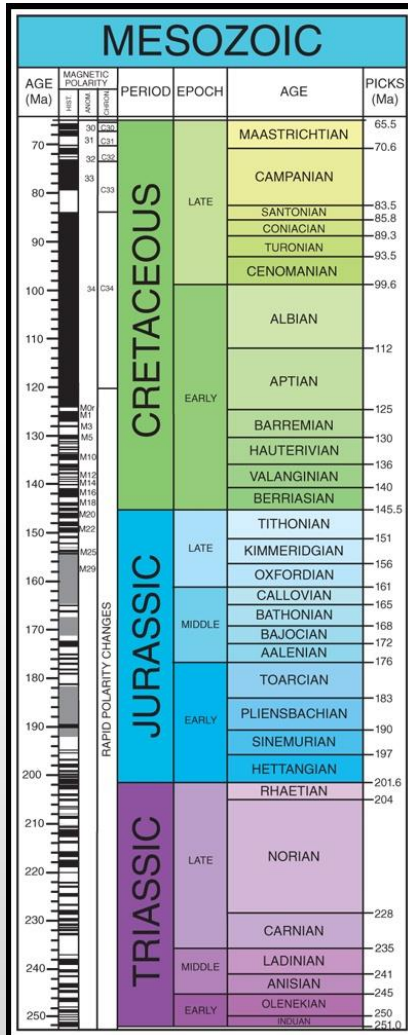 MESOZOIC
AGE (Ma)
MAGNETIC POLARITY
HIST.
ANOM.
CHRON.
PERIOD
EPOCH
AGE
PICKS (Ma)
70
80
90
100
110
120
130
140
150
160
170
180
190
200
210
220
230
240
250
30
31
32
33
34
M0r
M1
M3
M5
M10
M12
M14
M16
M18
M20
M22
M25
M29
C30
C31
C32
C33
C34
RAPID POLARITY CHANGES
CRETACEOUS
LATE
EARLY
MAASTRICHTIAN
CAMPANIAN
SANTONIAN
CONIACIAN
TURONIAN
CENOMANIAN
ALBIAN
APTIAN
BARREMIAN
HAUTERIVIAN
VALANGINIAN
BERRIASIAN
65.5
70.6
83.5
85.8
89.3
93.5
99.6
112
125
130
136
140
145.5
JURASSIC
LATE
MIDDLE
EARLY
TITHONIAN
KIMMERIDGIAN
OXFORDIAN
CALLOVIAN
BATHONIAN
BAJOCIAN
AALENIAN
TOARCIAN
PLIENSBACHIAN
SINEMURIAN
HETTANGIAN
151
156
161
165
168
172
176
183
190
197
201.6
TRIASSIC
LATE
MIDDLE
EARLY
RHAETIAN
NORIAN
CARNIAN
LADINIAN
ANISIAN
OLENEKIAN
INDUAN
204
228
235
241
245
250
251.0